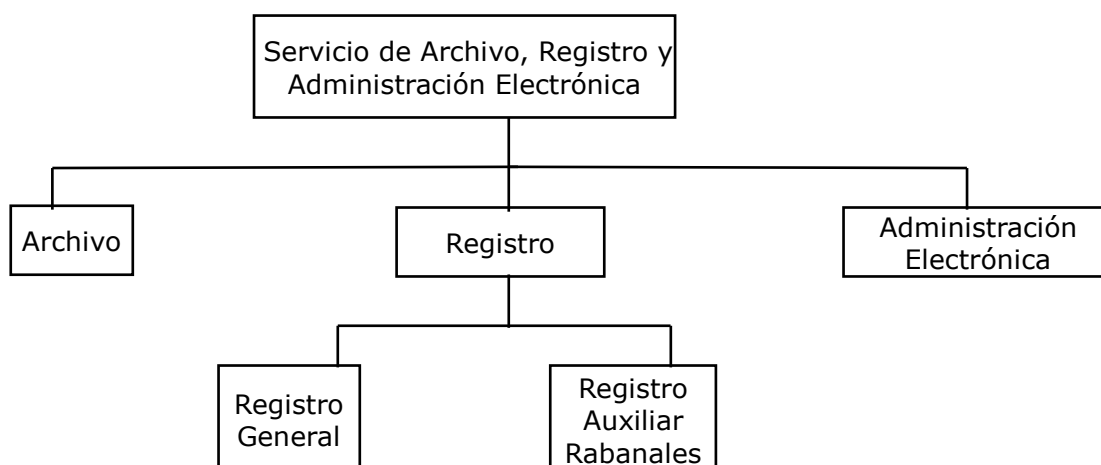 Servicio de Archivo, Registro y
Administración Electrónica
Archivo
Registro
Administración
Electrónica
Registro
General
Registro
Auxiliar
Rabanales